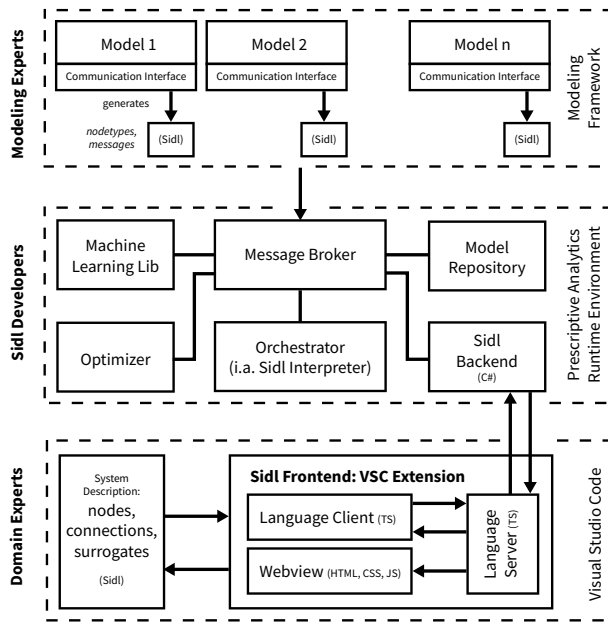 Modeling Experts
Model 1
Communication Interface
Model 2
Communication Interface
Model n
Communication Interface
generates
nodetypes,
messages
(Sidl)
(Sidl)
(Sidl)
Modeling
Framework
Sidl Developers
Machine
Learning Lib
Message Broker
Model
Repository
Optimizer
Orchestrator
(i.a. Sidl Interpreter)
Sidl
Backend
(C#)
Prescriptive Analytics
Runtime Environment
Domain Experts
System
Description:
nodes,
connections,
surrogates
(Sidl)
Sidl Frontend: VSC Extension
Language Client (TS)
Webview (HTML, CSS, JS)
Language
Server (TS)
Visual Studio Code